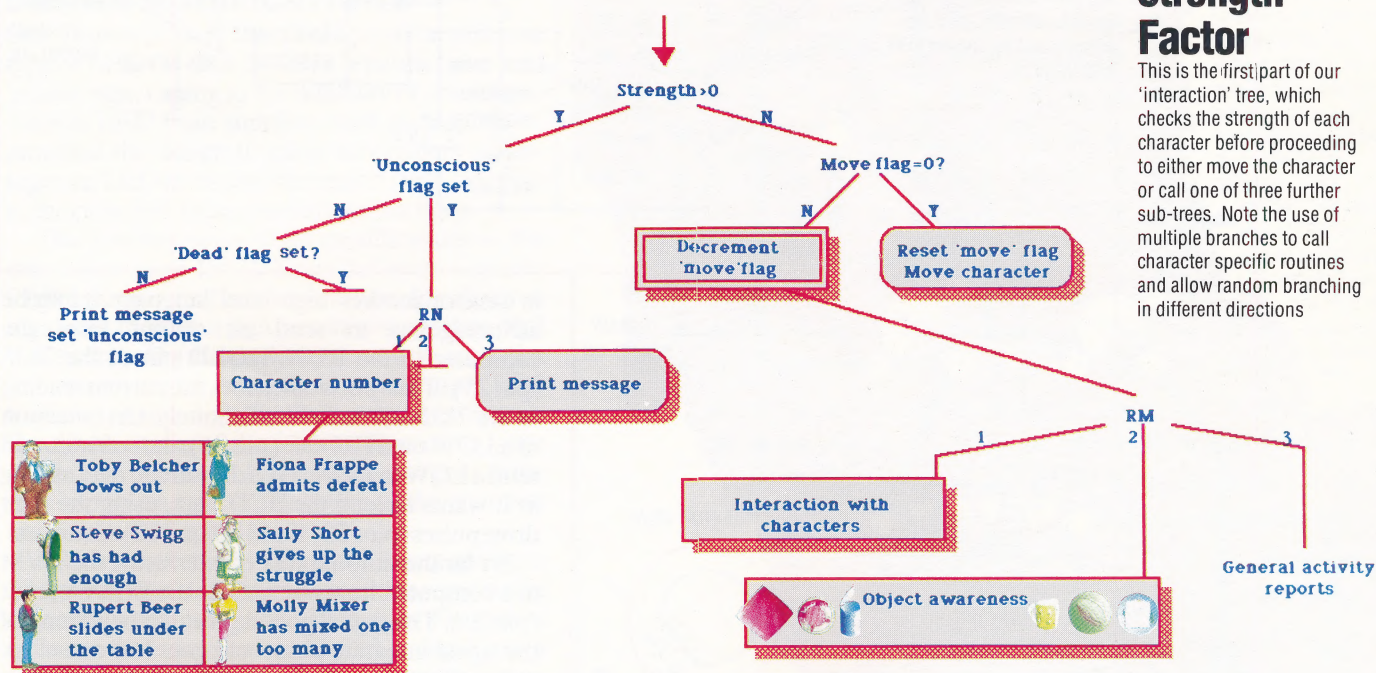 Strength
Factor
This is the first part of our
'interaction' tree, which
checks the strength of each
character before proceeding
to either move the character
or call one of three further
sub-trees. Note the use of
multiple branches to call
character specific routines
and allow random branching
in different directions
Strength>0
Y
N
'Unconscious'
flag set
Move flag=0?
N
Y
N
Y
'Dead' flag set?
Decrement
'move' flag
Reset 'move' flag
Move character
N
Y
Print message
set 'unconscious'
flag
RN
1
2
3
Character number
Print message
RM
1
2
3
Toby Belcher
bows out
Fiona Frappe
admits defeat
Steve Swigg
has had
enough
Sally Short
gives up the
struggle
Rupert Beer
slides under
the table
Molly Mixer
has mixed one
too many
Interaction with
characters
Object awareness
General activity
reports